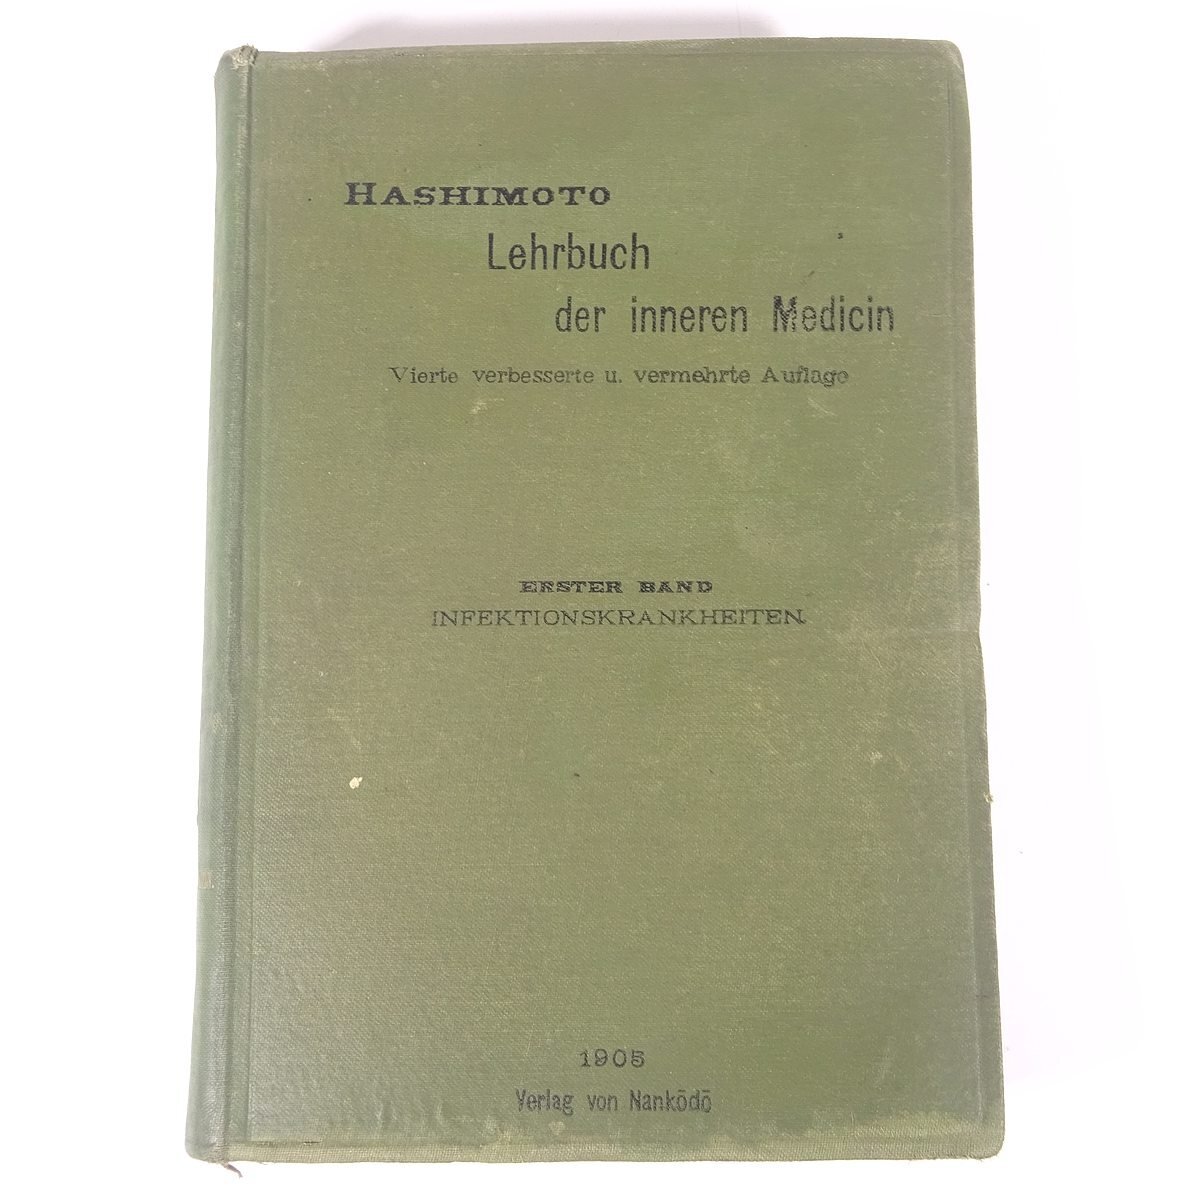 HASHIMOTO
Lehrbuch
der inneren Medicin
Vierte verbesserte u. vermehrte Auflage
ERSTER BAND
INFEKTIONSKRANKHEITEN
1905
Verlag von Nankōdō